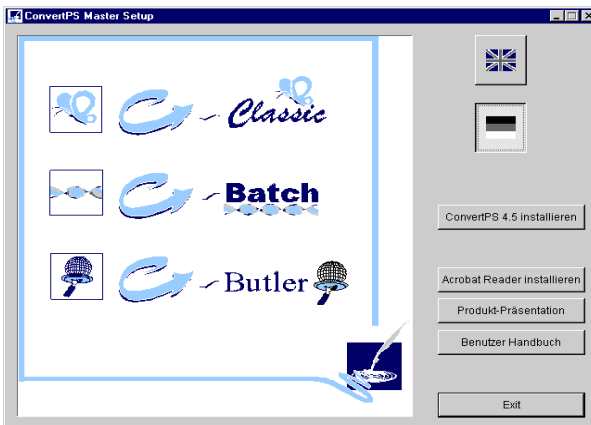 ConvertPS Master Setup
Classic
Batch
Butler
ConvertPS 4.5 installieren
Acrobat Reader installieren
Produkt-Präsentation
Benutzer Handbuch
Exit